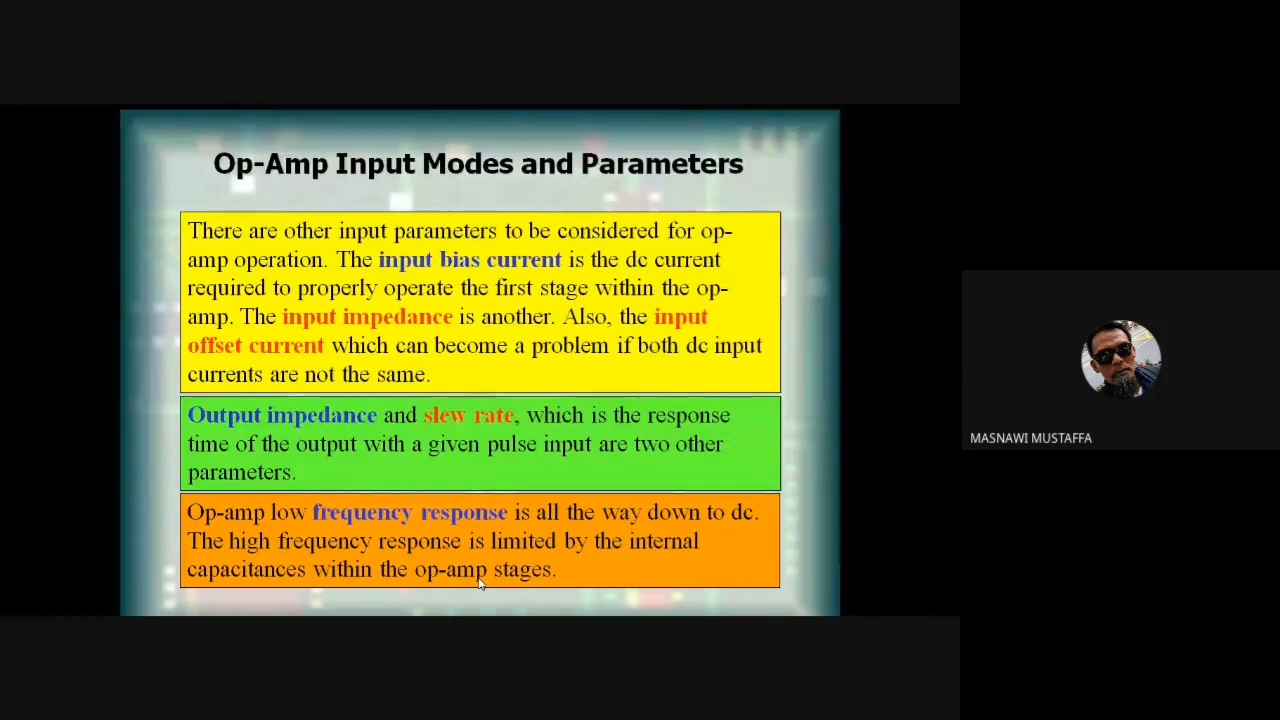 Op-Amp Input Modes and Parameters
There are other input parameters to be considered for op-
amp operation. The input bias current is the dc current
required to properly operate the first stage within the op-
amp. The input impedance is another. Also, the input
offset current which can become a problem if both dc input
currents are not the same.
Output impedance and slew rate, which is the response
time of the output with a given pulse input are two other
parameters.
Op-amp low frequency response is all the way down to dc.
The high frequency response is limited by the internal
capacitances within the op-amp stages.
MASNAWI MUSTAFFA